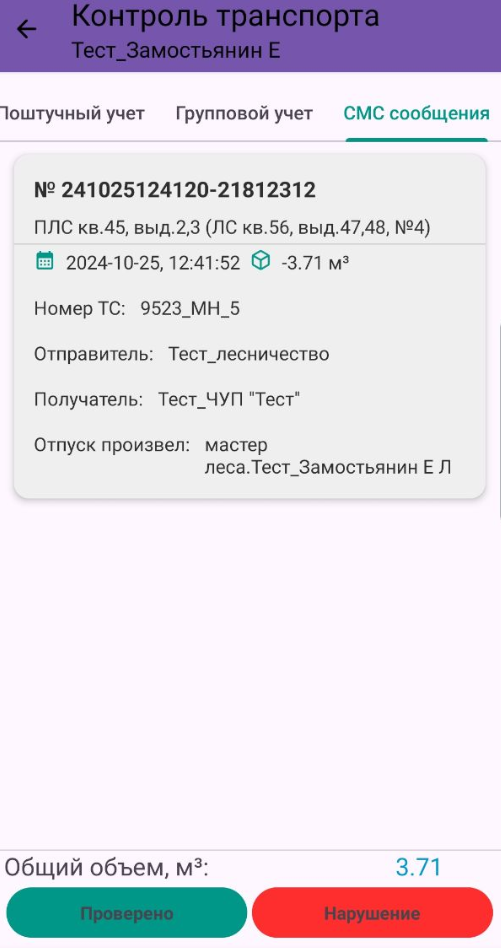 Контроль транспорта
Тест_Замостьянин Е
Поштучный учет Групповой учет СМС сообщения
№ 241025124120-21812312
ПЛС кв.45, выд.2,3 (ЛС кв.56, выд.47,48, №4)
2024-10-25, 12:41:52 -3.71 м³
Номер ТС: 9523_МН_5
Отправитель: Тест_лесничество
Получатель: Тест_ЧУП "Тест"
Отпуск произвел: мастер
леса.Тест_Замостьянин Е Л
Общий объем, м³: 3.71
Проверено Нарушение